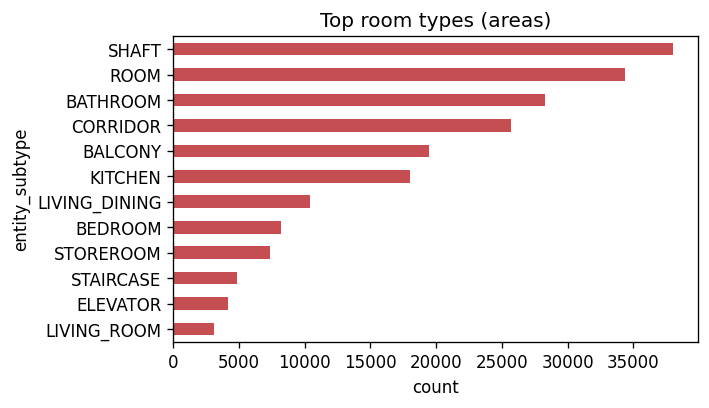 Top room types (areas)
SHAFT
ROOM
BATHROOM
CORRIDOR
BALCONY
KITCHEN
LIVING_DINING
BEDROOM
STOREROOM
STAIRCASE
ELEVATOR
LIVING_ROOM
entity_subtype
0 5000 10000 15000 20000 25000 30000 35000
count